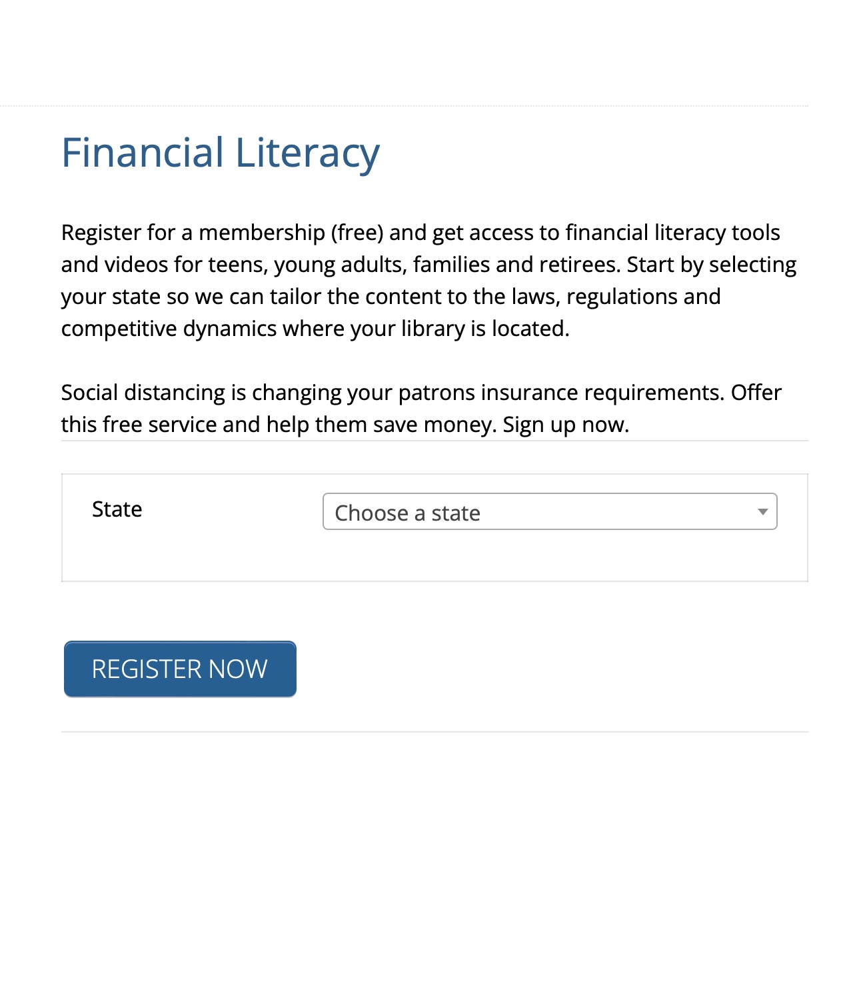 Financial Literacy
Register for a membership (free) and get access to financial literacy tools
and videos for teens, young adults, families and retirees. Start by selecting
your state so we can tailor the content to the laws, regulations and
competitive dynamics where your library is located.
Social distancing is changing your patrons insurance requirements. Offer
this free service and help them save money. Sign up now.
State
Choose a state
REGISTER NOW